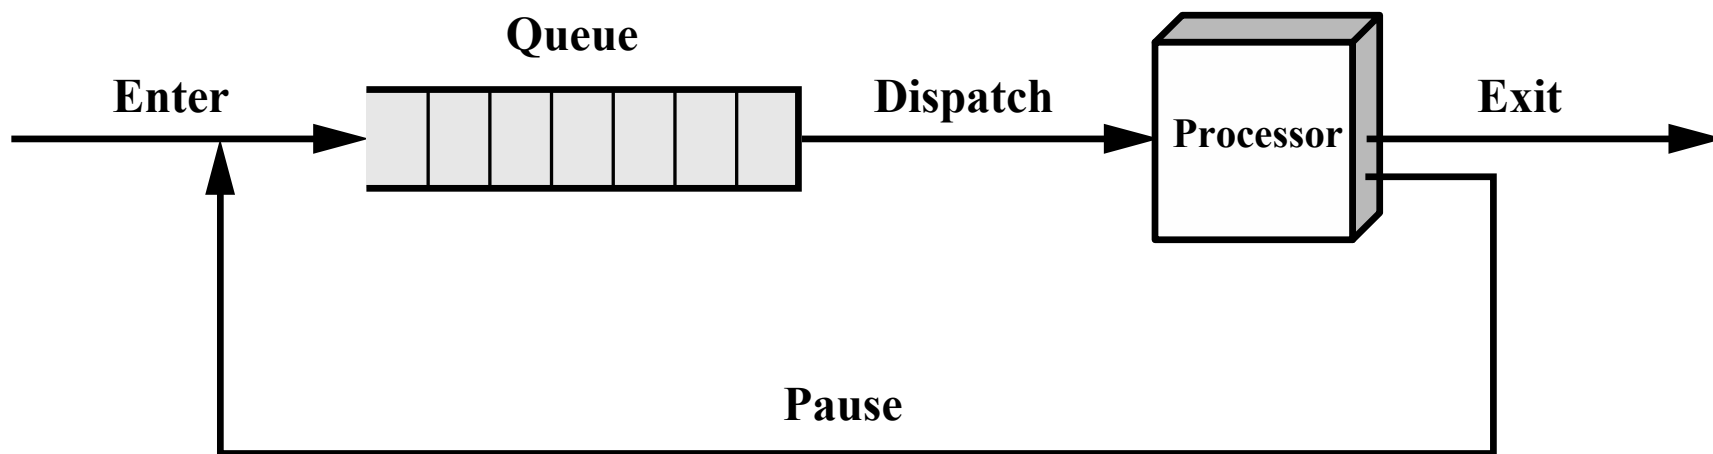 Queue
Enter
Dispatch
Processor
Exit
Pause